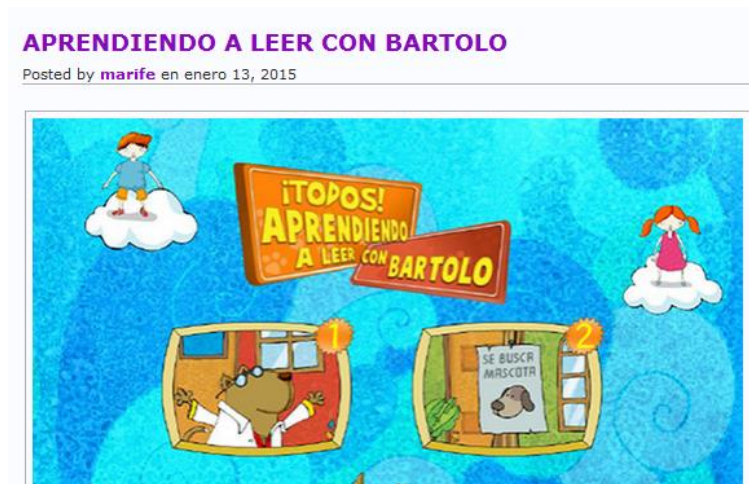 APRENDIENDO A LEER CON BARTOLO
Posted by marife en enero 13, 2015
¡TODOS!
APRENDIENDO
A LEER CON BARTOLO
1
2
SE BUSCA
MASCOTA